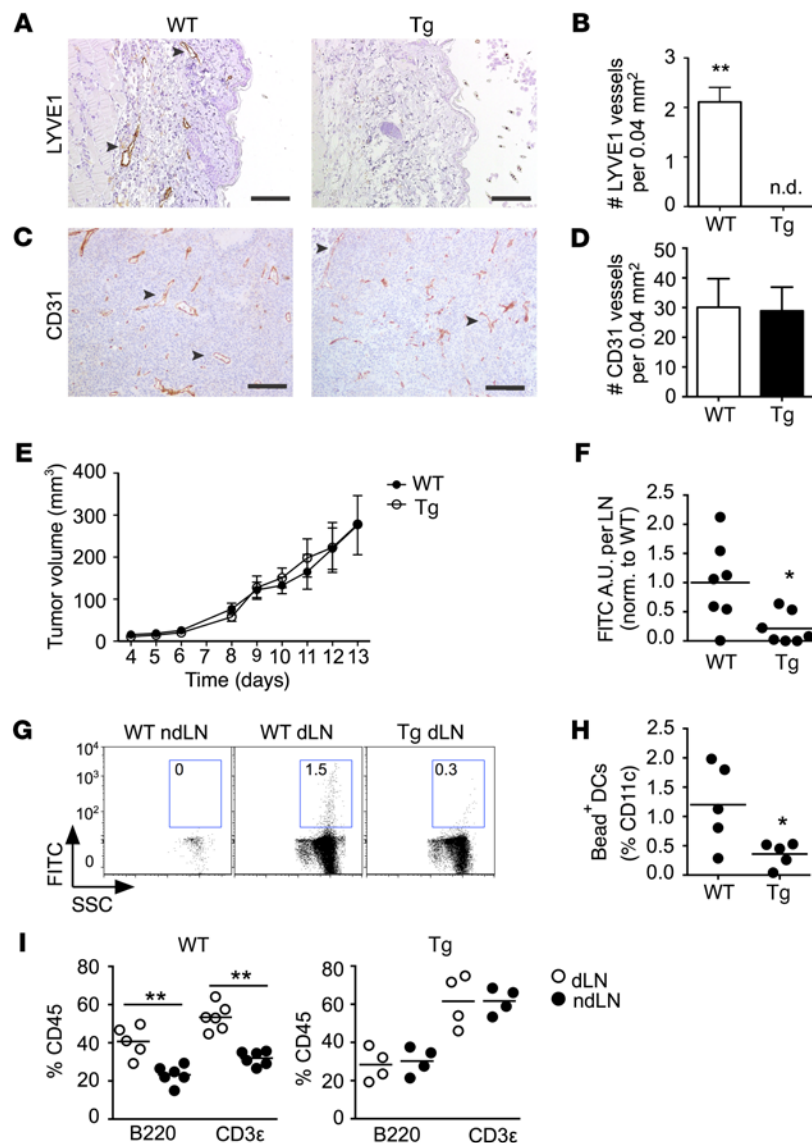 A
WT
Tg
LYVE1
B
# LYVE1 vessels
per 0.04 mm²
3
2
1
0
**
n.d.
WT
Tg
C
CD31
D
# CD31 vessels
per 0.04 mm²
50
40
30
20
10
0
WT
Tg
E
Tumor volume (mm³)
400
300
200
100
0
4 5 6 7 8 9 10 11 12 13
Time (days)
WT
Tg
F
FITC A.U. per LN
(norm. to WT)
2.5
2.0
1.5
1.0
0.5
0.0
*
WT
Tg
G
WT ndLN
WT dLN
Tg dLN
10⁴
10³
10²
0
0
1.5
0.3
FITC
SSC
H
Bead⁺ DCs
(% CD11c)
2.5
2.0
1.5
1.0
0.5
0.0
*
WT
Tg
I
WT
% CD45
80
60
40
20
0
**
**
B220
CD3ε
Tg
% CD45
80
60
40
20
0
B220
CD3ε
dLN
ndLN